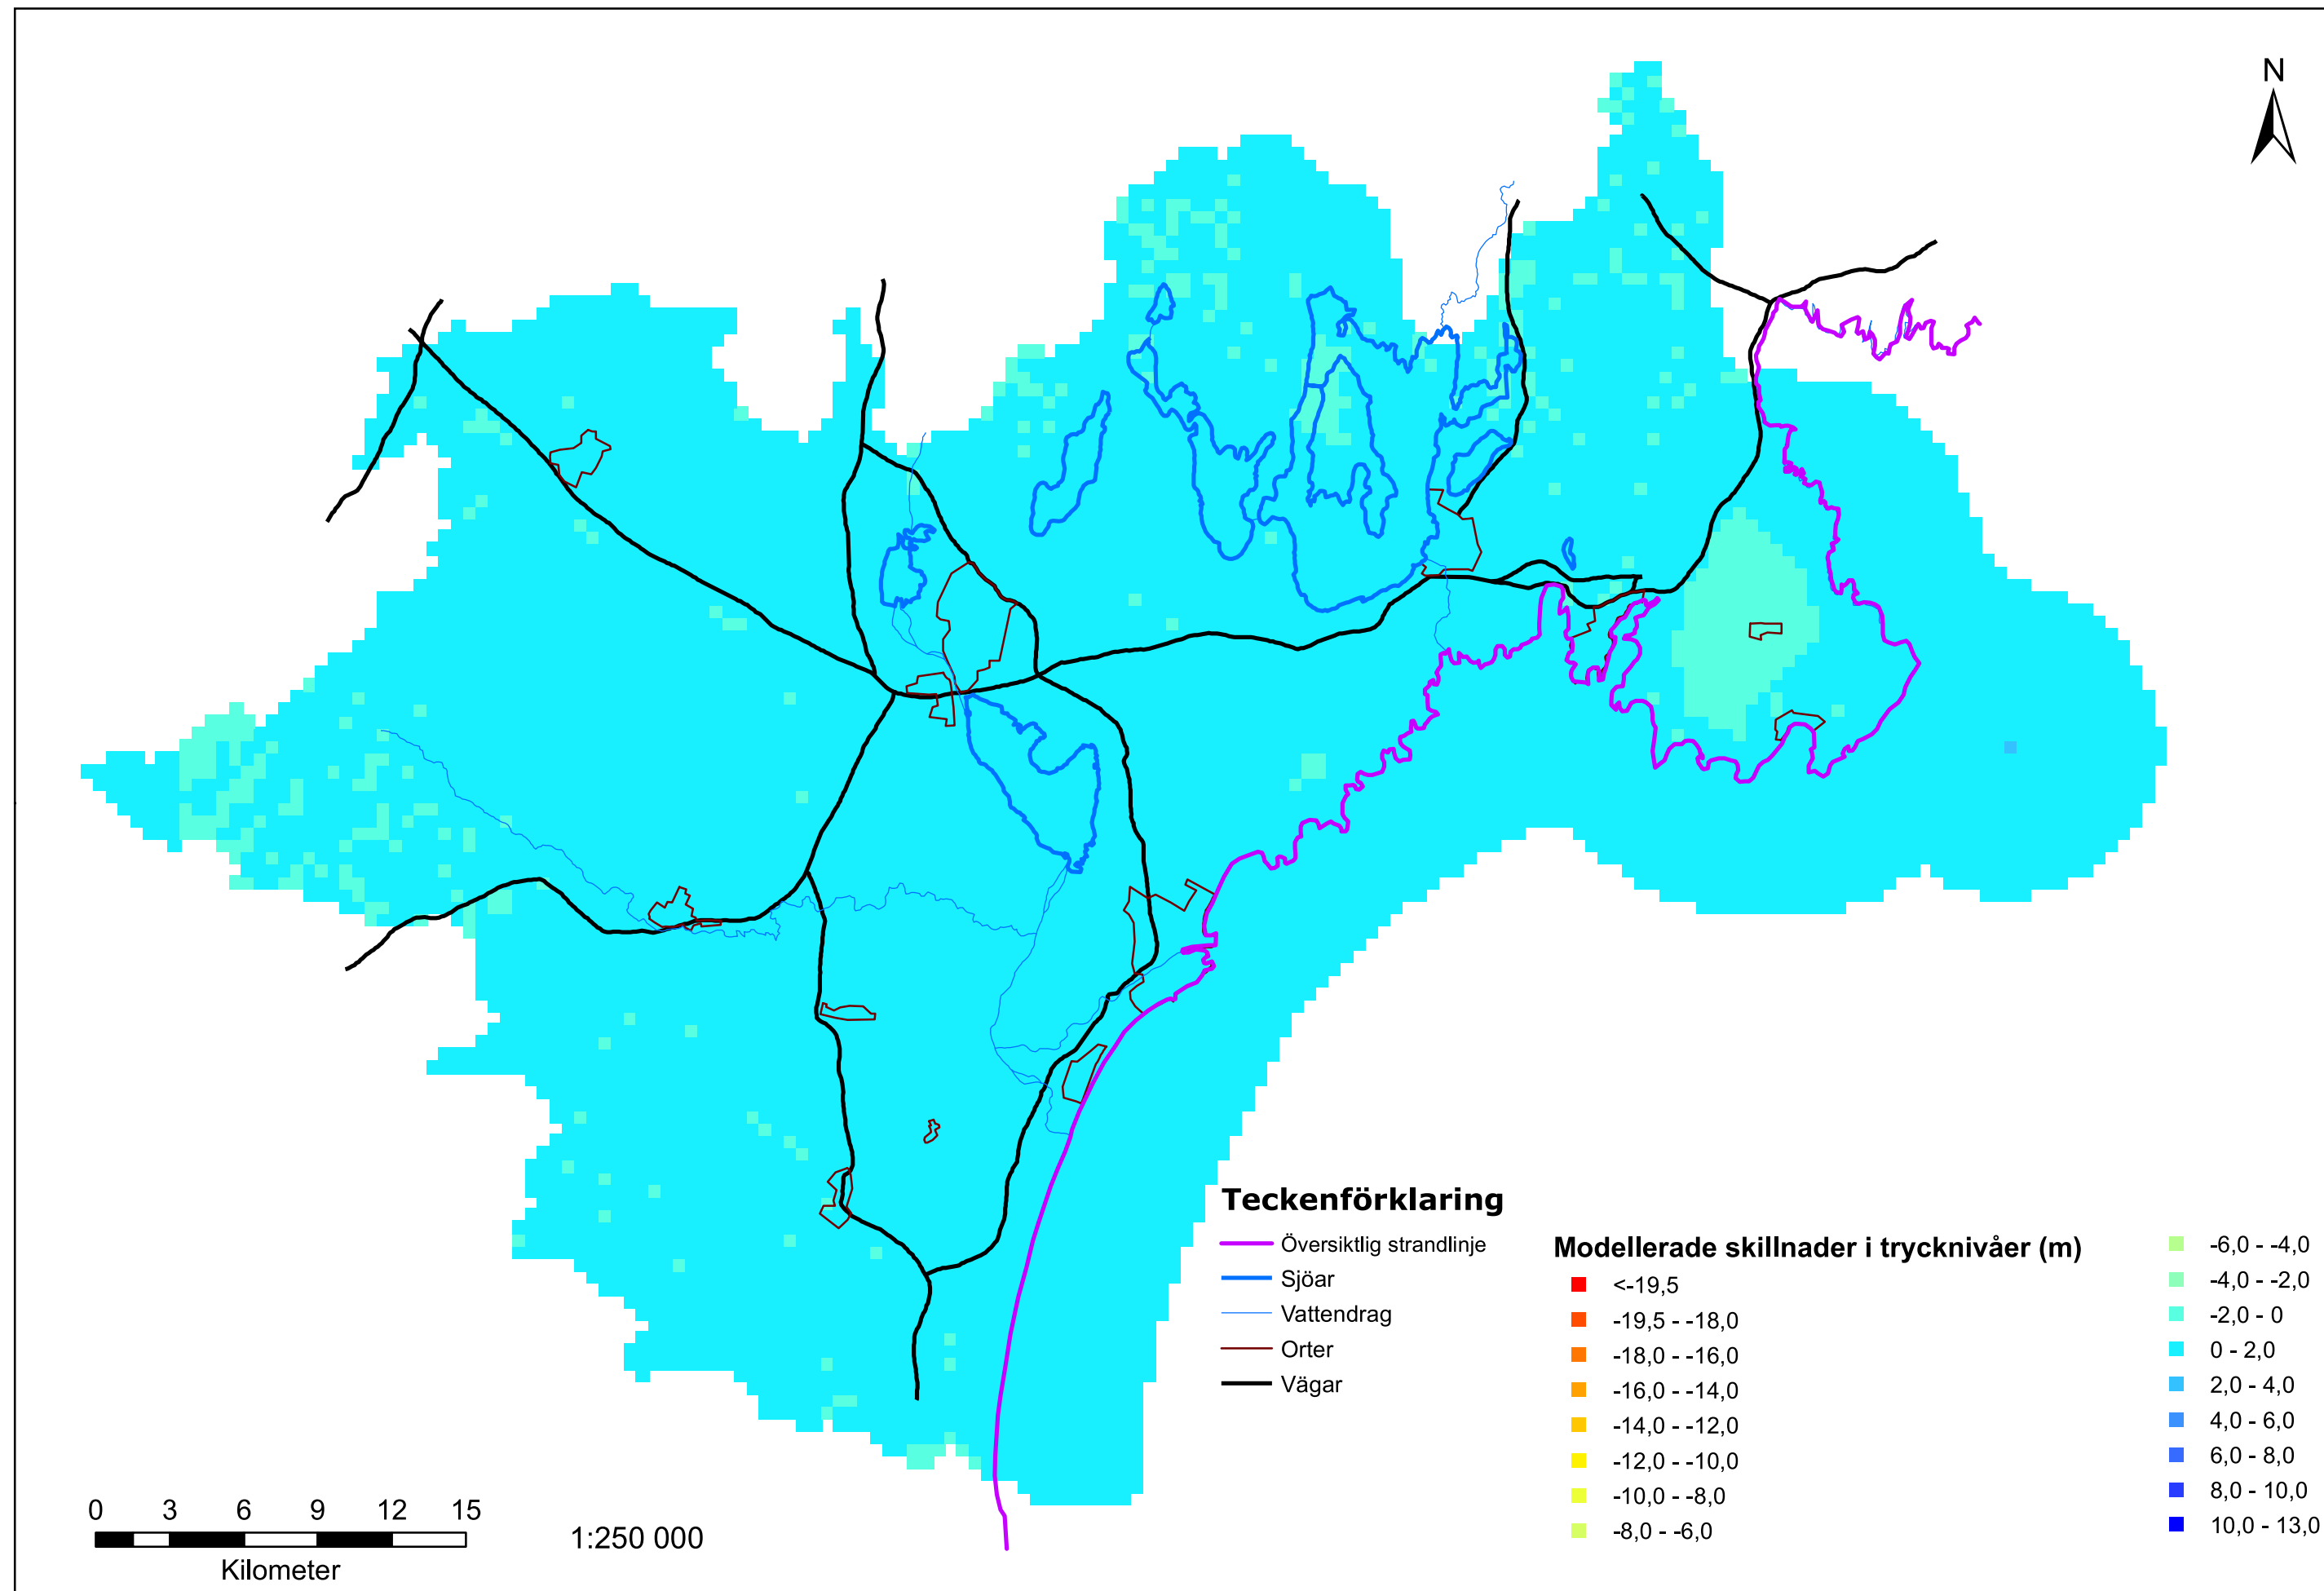 N
Teckenförklaring
Översiktlig strandlinje
Sjöar
Vattendrag
Orter
Vägar
Modellerade skillnader i trycknivåer (m)
<-19,5
-19,5 - -18,0
-18,0 - -16,0
-16,0 - -14,0
-14,0 - -12,0
-12,0 - -10,0
-10,0 - -8,0
-8,0 - -6,0
-6,0 - -4,0
-4,0 - -2,0
-2,0 - 0
0 - 2,0
2,0 - 4,0
4,0 - 6,0
6,0 - 8,0
8,0 - 10,0
10,0 - 13,0
0 3 6 9 12 15
Kilometer
1:250 000